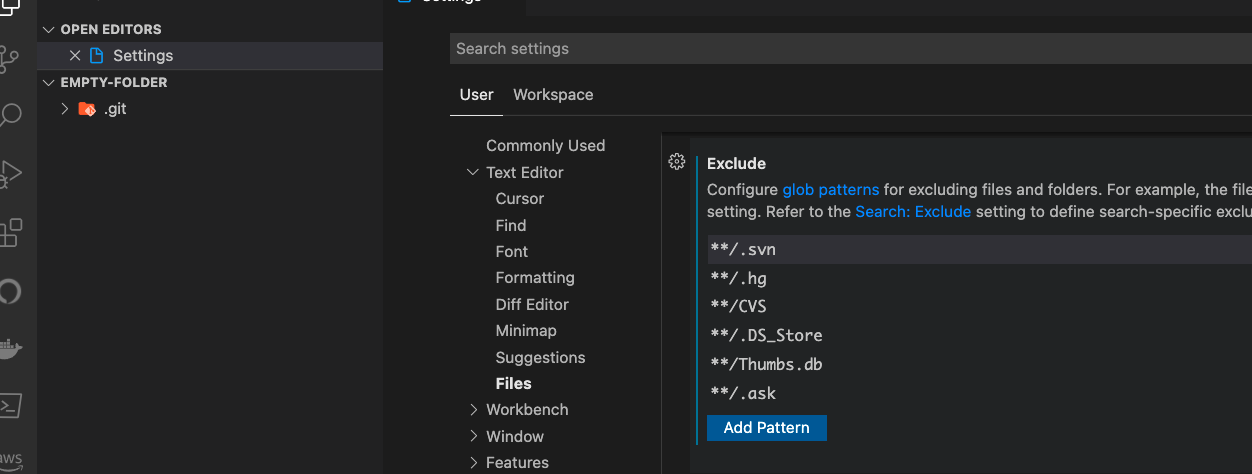 Settings
OPEN EDITORS
Settings
EMPTY-FOLDER
.git
Search settings
User Workspace
Commonly Used
Text Editor
Cursor
Find
Font
Formatting
Diff Editor
Minimap
Suggestions
Files
Workbench
Window
Features
Exclude
Configure glob patterns for excluding files and folders. For example, the file
setting. Refer to the Search: Exclude setting to define search-specific exclu
**/.svn
**/.hg
**/CVS
**/.DS_Store
**/Thumbs.db
**/.ask
Add Pattern
aws